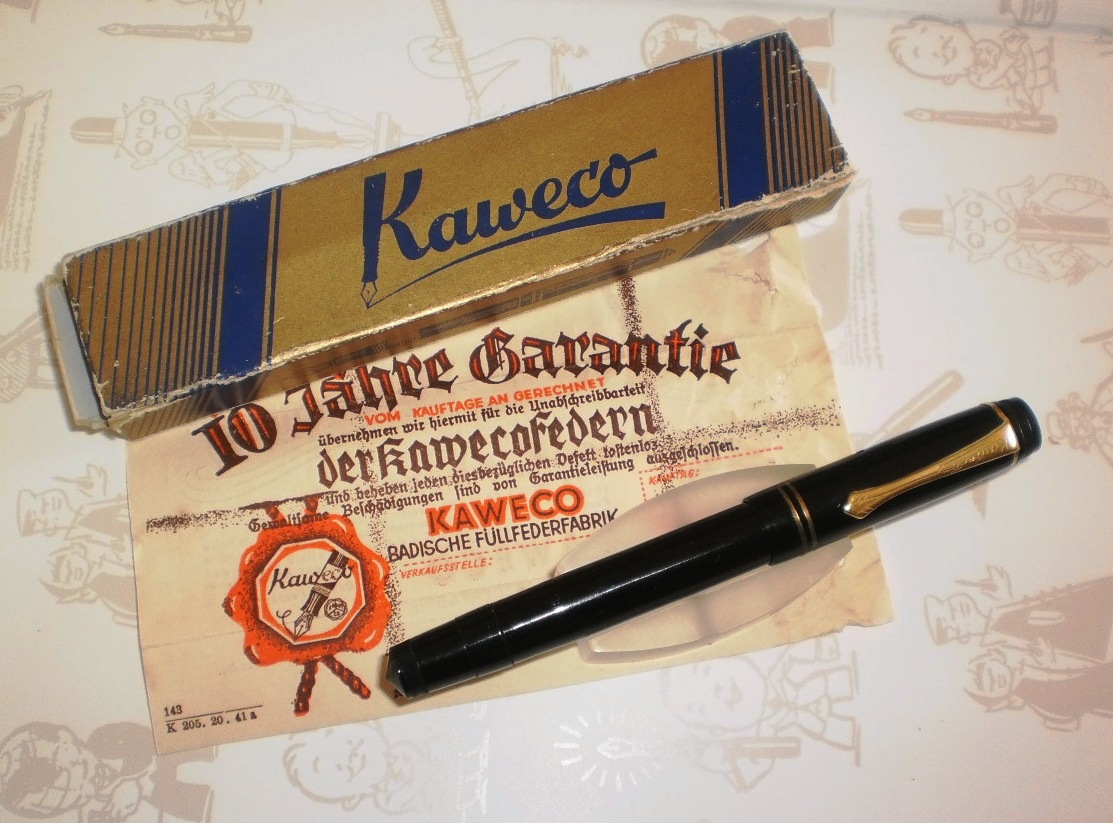 Kaweco
10 Jahre Garantie
VOM KAUFTAGE AN GERECHNET
übernehmen wir hiermit für die Unabschreibbarkeit
der Kawecofedern
und beheben jeden diesbezüglichen Defekt kostenlos
Gewaltsame Beschädigungen sind von Garantieleistung ausgeschlossen.
KAWECO
BADISCHE FÜLLFEDERFABRIK
KAUFTAG:
VERKAUFSSTELLE:
Kaweco
143
K 205. 20. 41 a